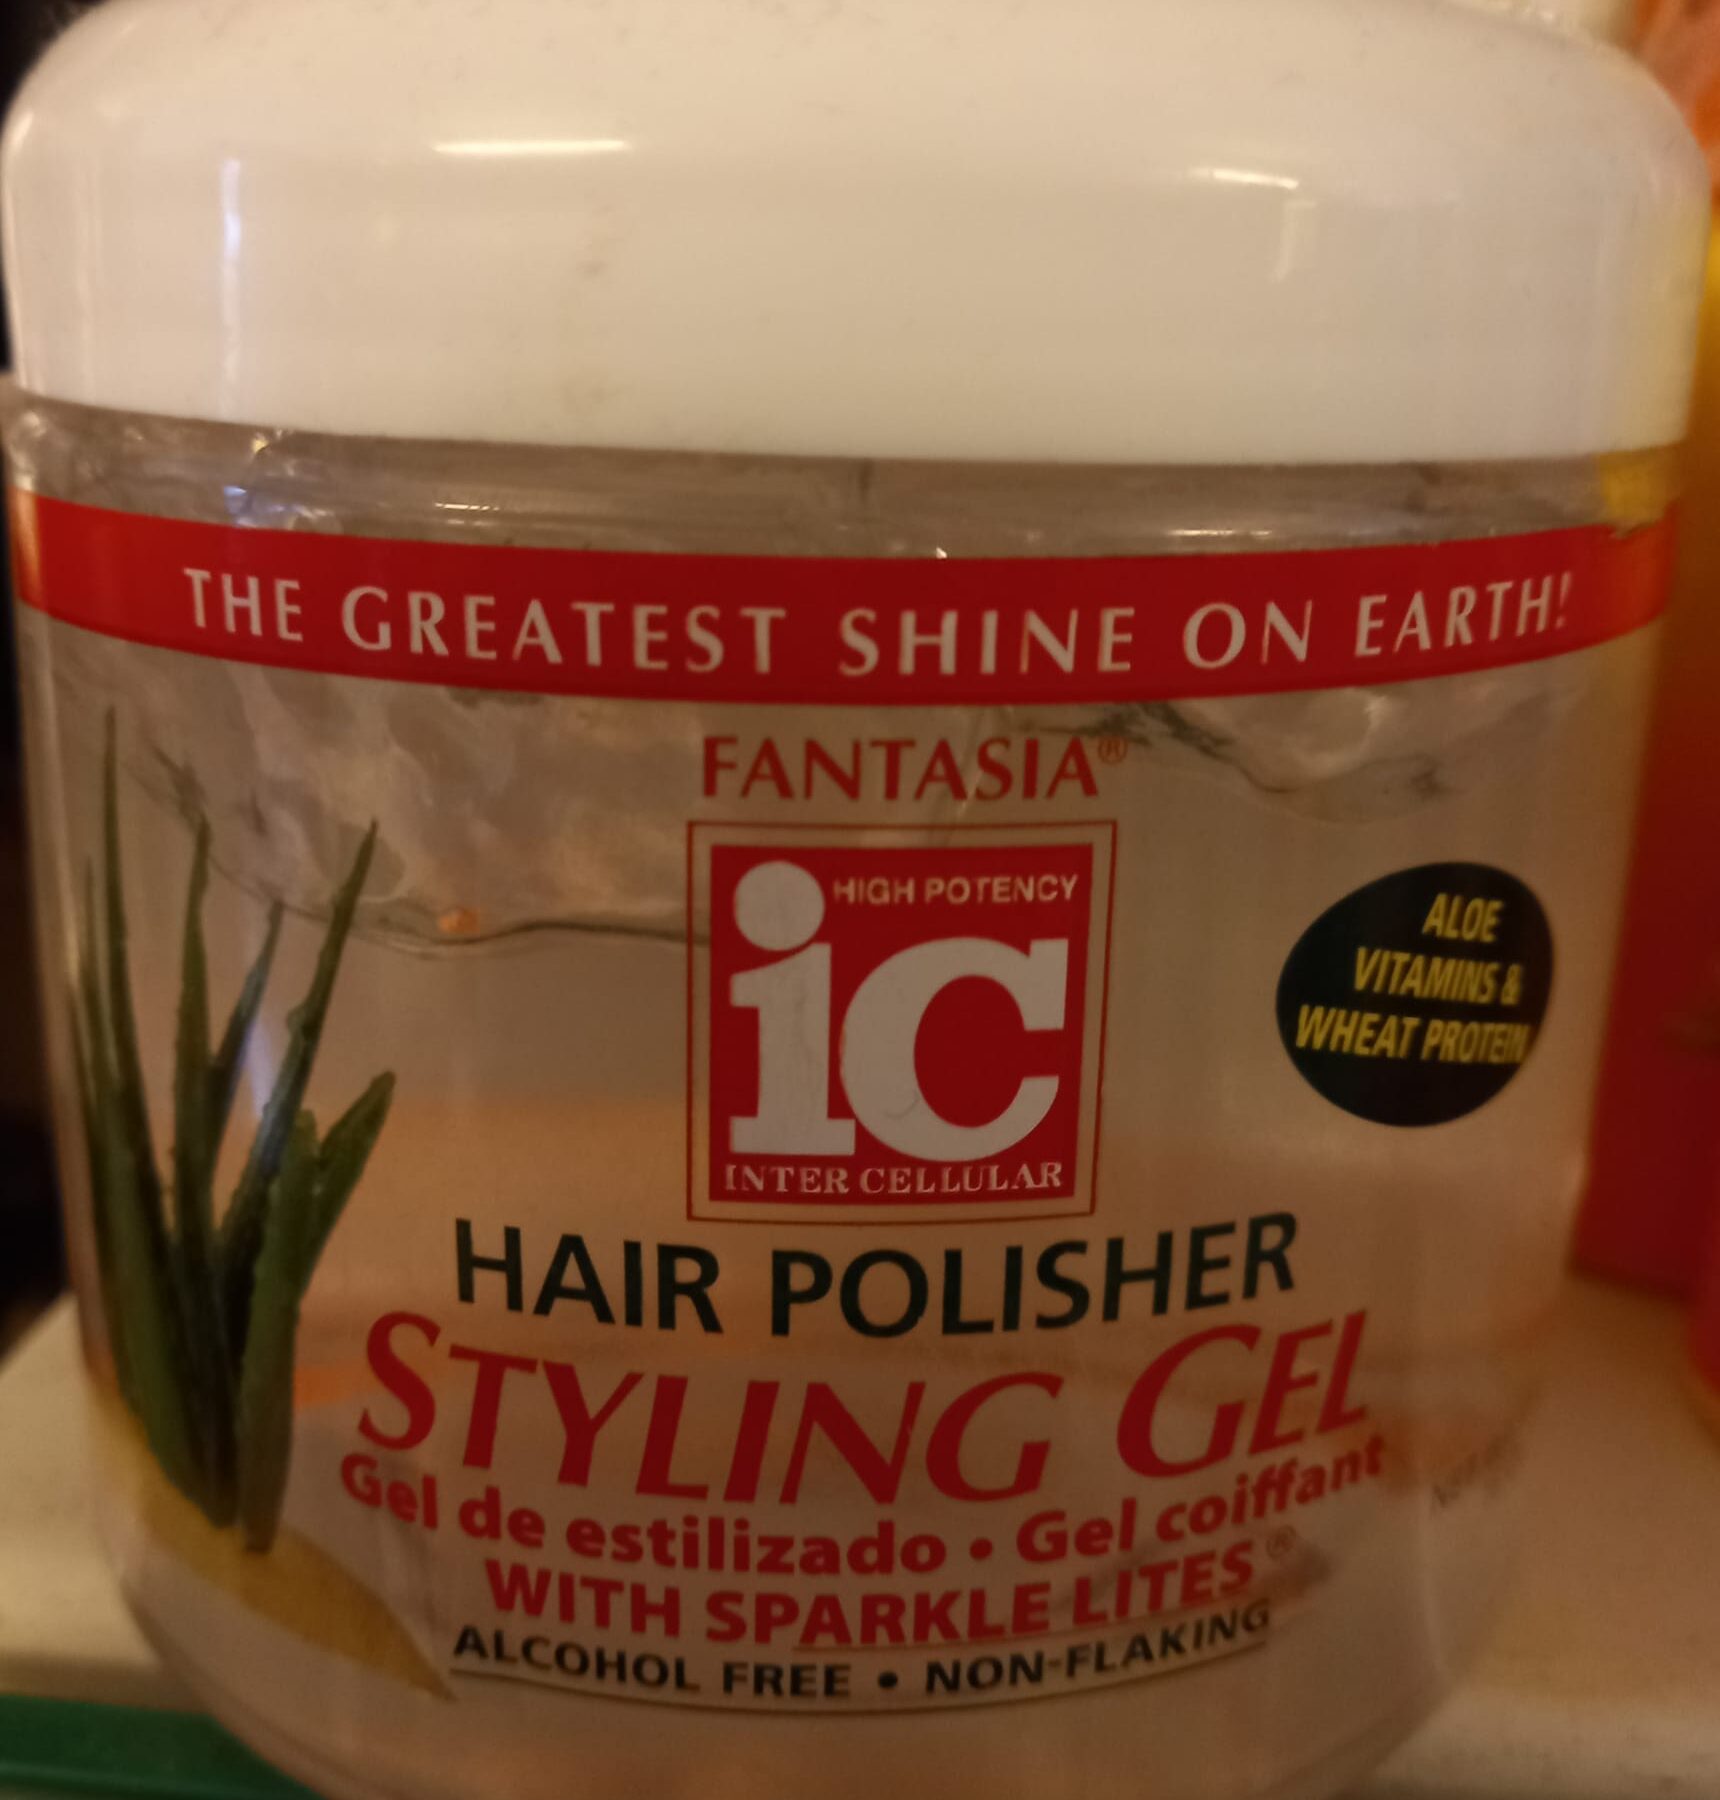 THE GREATEST SHINE ON EARTH!
FANTASIA®
HIGH POTENCY
ic
INTER CELLULAR
ALOE
VITAMINS &
WHEAT PROTEIN
HAIR POLISHER
STYLING GEL
Gel de estilizado • Gel coiffant
WITH SPARKLE LITES®
ALCOHOL FREE • NON-FLAKING